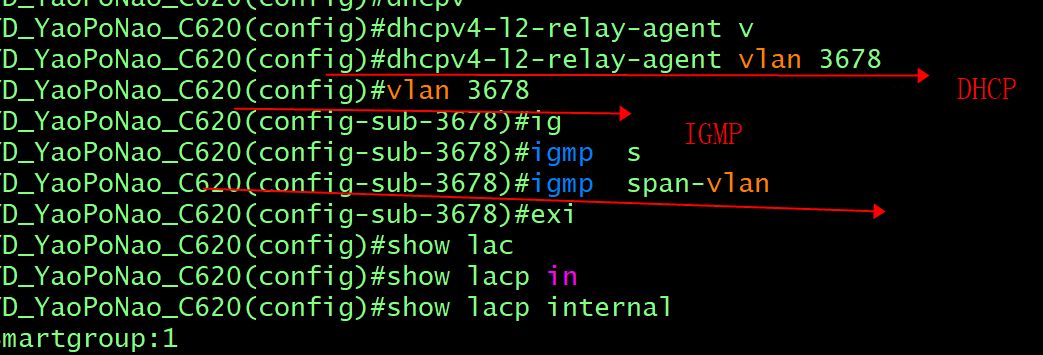 D_YaoPoNao_C620(config)#dhcpv
D_YaoPoNao_C620(config)#dhcpv4-l2-relay-agent v
D_YaoPoNao_C620(config)#dhcpv4-l2-relay-agent vlan 3678
DHCP
D_YaoPoNao_C620(config)#vlan 3678
D_YaoPoNao_C620(config-sub-3678)#ig
IGMP
D_YaoPoNao_C620(config-sub-3678)#igmp  s
D_YaoPoNao_C620(config-sub-3678)#igmp  span-vlan
D_YaoPoNao_C620(config-sub-3678)#exi
D_YaoPoNao_C620(config)#show lac
D_YaoPoNao_C620(config)#show lacp in
D_YaoPoNao_C620(config)#show lacp internal
martgroup:1